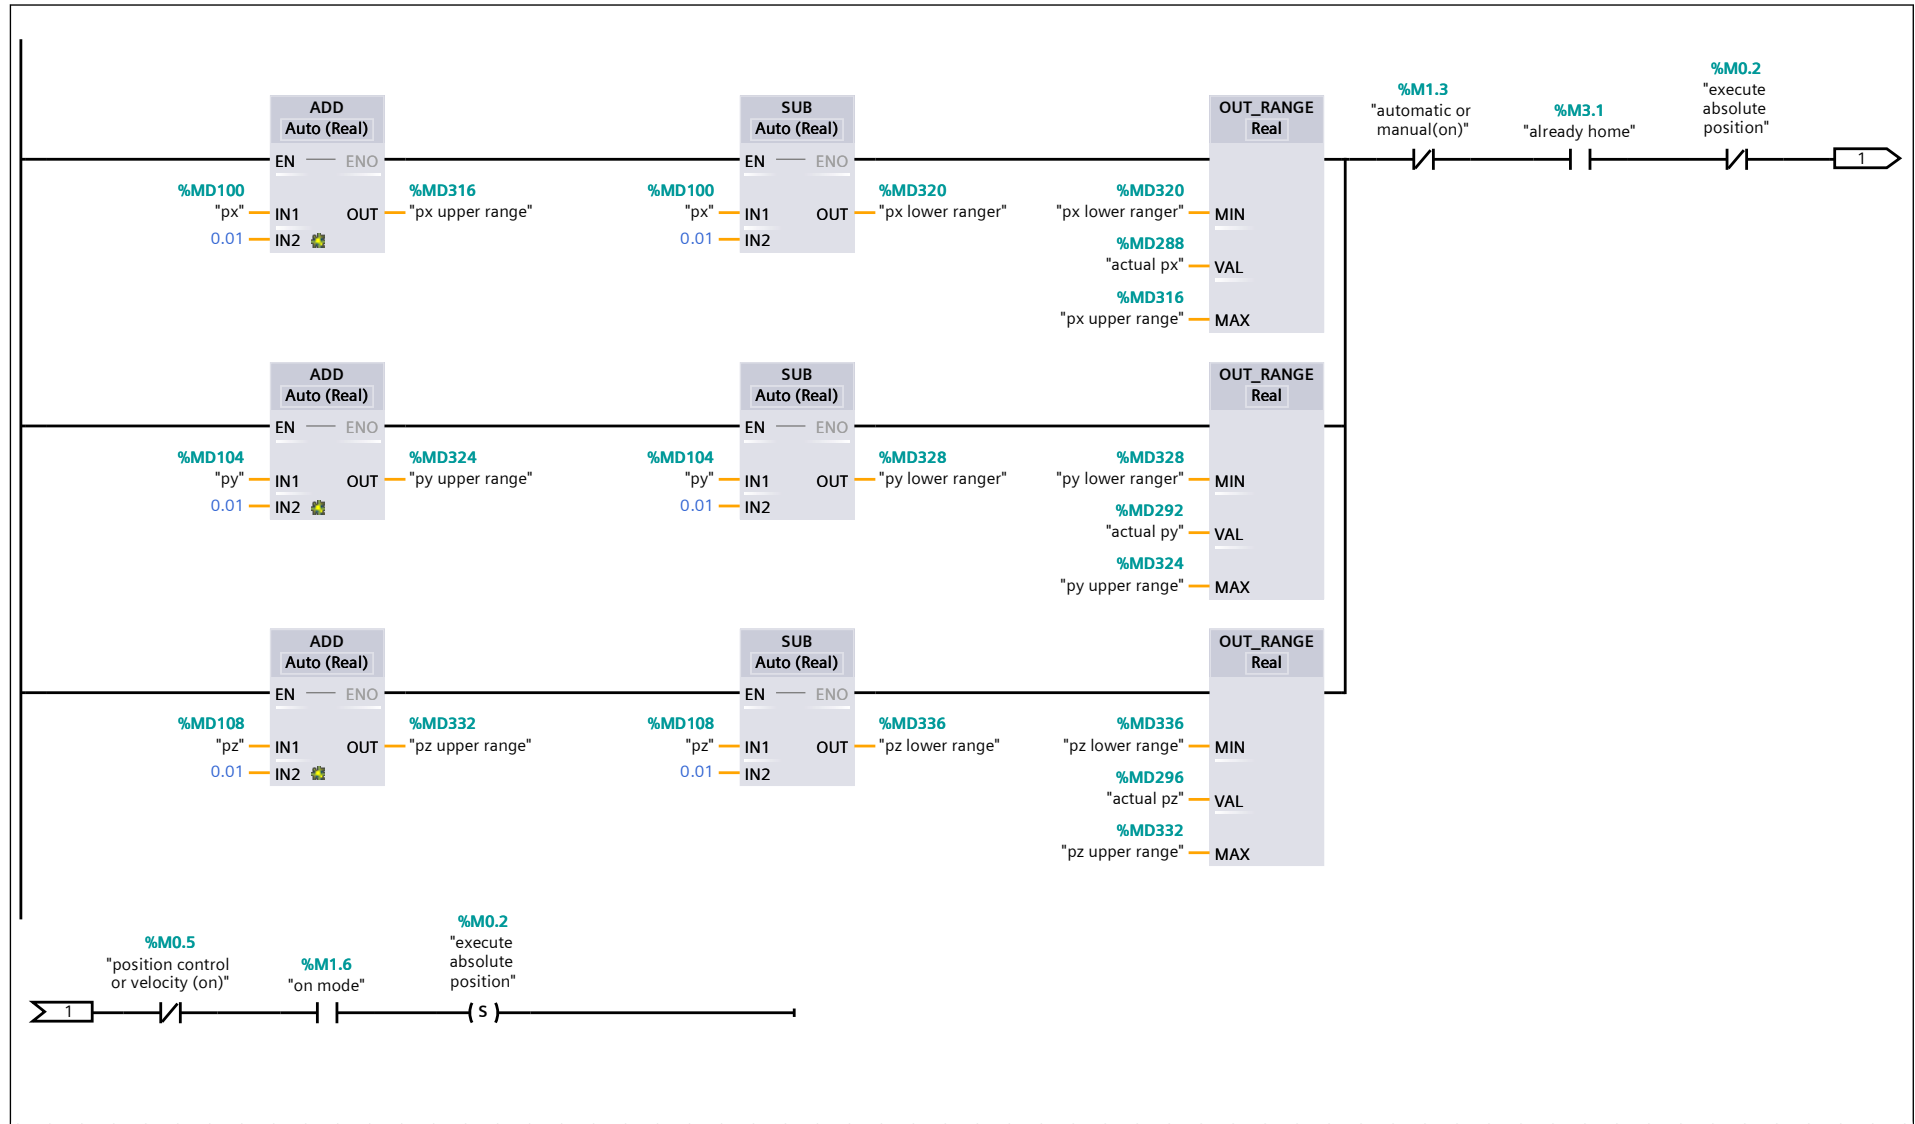 %M0.2
"execute
absolute
position"
%M1.3
"automatic or
manual(on)"
%M3.1
"already home"
1
ADD
Auto (Real)
EN ENO
%MD100
"px" IN1
0.01 IN2
OUT
%MD316
"px upper range"
SUB
Auto (Real)
EN ENO
%MD100
"px" IN1
0.01 IN2
OUT
%MD320
"px lower ranger"
OUT_RANGE
Real
%MD320
"px lower ranger" MIN
%MD288
"actual px" VAL
%MD316
"px upper range" MAX
ADD
Auto (Real)
EN ENO
%MD104
"py" IN1
0.01 IN2
OUT
%MD324
"py upper range"
SUB
Auto (Real)
EN ENO
%MD104
"py" IN1
0.01 IN2
OUT
%MD328
"py lower ranger"
OUT_RANGE
Real
%MD328
"py lower ranger" MIN
%MD292
"actual py" VAL
%MD324
"py upper range" MAX
ADD
Auto (Real)
EN ENO
%MD108
"pz" IN1
0.01 IN2
OUT
%MD332
"pz upper range"
SUB
Auto (Real)
EN ENO
%MD108
"pz" IN1
0.01 IN2
OUT
%MD336
"pz lower range"
OUT_RANGE
Real
%MD336
"pz lower range" MIN
%MD296
"actual pz" VAL
%MD332
"pz upper range" MAX
1
%M0.5
"position control
or velocity (on)"
%M1.6
"on mode"
%M0.2
"execute
absolute
position"
S